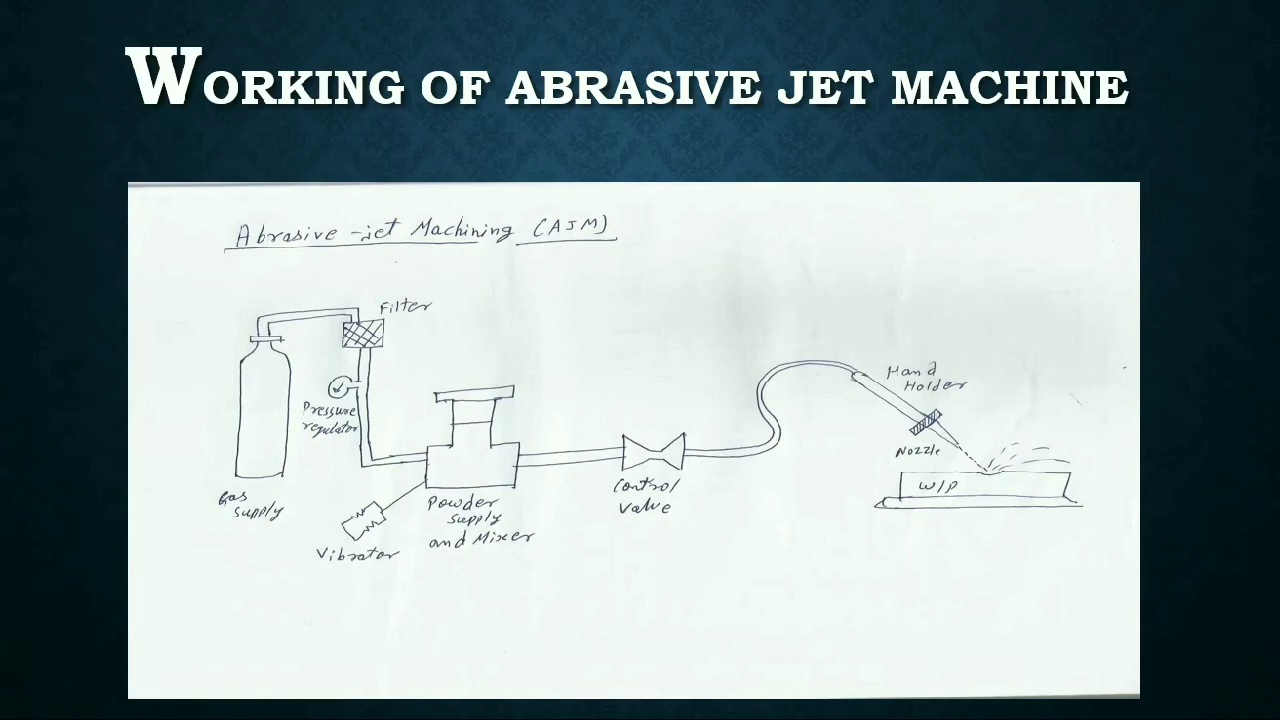 WORKING OF ABRASIVE JET MACHINE
Abrasive-jet Machining (AJM)
Filter
Pressure
regulator
Gas
supply
Vibrator
Powder
supply
and Mixer
Control
Valve
Hand
Holder
Nozzle
W/P